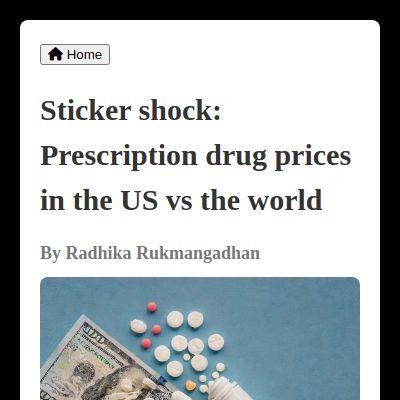 Home
Sticker shock:
Prescription drug prices
in the US vs the world
By Radhika Rukmangadhan